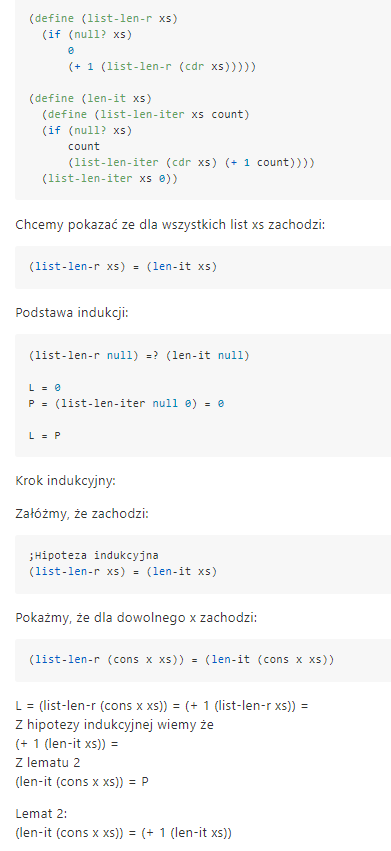 (define (list-len-r xs)
(if (null? xs)
0
(+ 1 (list-len-r (cdr xs)))))
(define (len-it xs)
(define (list-len-iter xs count)
(if (null? xs)
count
(list-len-iter (cdr xs) (+ 1 count))))
(list-len-iter xs 0))
Chcemy pokazać ze dla wszystkich list xs zachodzi:
(list-len-r xs) = (len-it xs)
Podstawa indukcji:
(list-len-r null) =? (len-it null)
L = 0
P = (list-len-iter null 0) = 0
L = P
Krok indukcyjny:
Załóżmy, że zachodzi:
;Hipoteza indukcyjna
(list-len-r xs) = (len-it xs)
Pokażmy, że dla dowolnego x zachodzi:
(list-len-r (cons x xs)) = (len-it (cons x xs))
L = (list-len-r (cons x xs)) = (+ 1 (list-len-r xs)) =
Z hipotezy indukcyjnej wiemy że
(+ 1 (len-it xs)) =
Z lematu 2
(len-it (cons x xs)) = P
Lemat 2:
(len-it (cons x xs)) = (+ 1 (len-it xs))